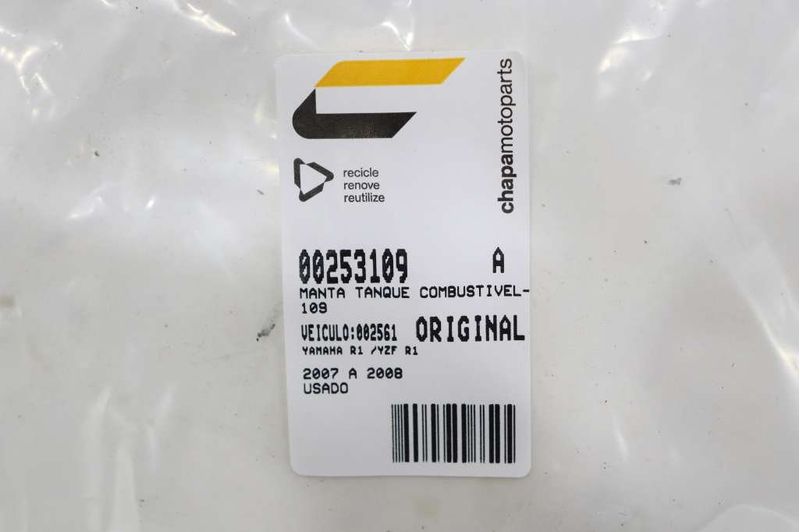 chapamotoparts
recicle
renove
reutilize
00253109 A
MANTA TANQUE COMBUSTIVEL-
109
VEICULO:002561 ORIGINAL
YAMAHA R1 /YZF R1
2007 A 2008
USADO